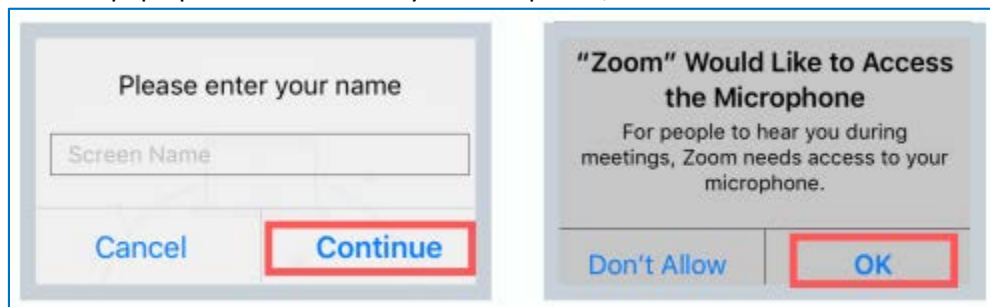 Please enter your name
Screen Name
Cancel
Continue
"Zoom" Would Like to Access
the Microphone
For people to hear you during
meetings, Zoom needs access to your
microphone.
Don't Allow
OK